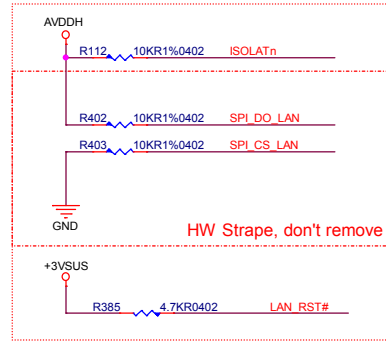 AVDDH
R112 10KR1%0402 ISOLATn
R402 10KR1%0402 SPI_DO_LAN
R403 10KR1%0402 SPI_CS_LAN
GND
HW Strape, don't remove
+3VSUS
R385 4.7KR0402 LAN_RST#